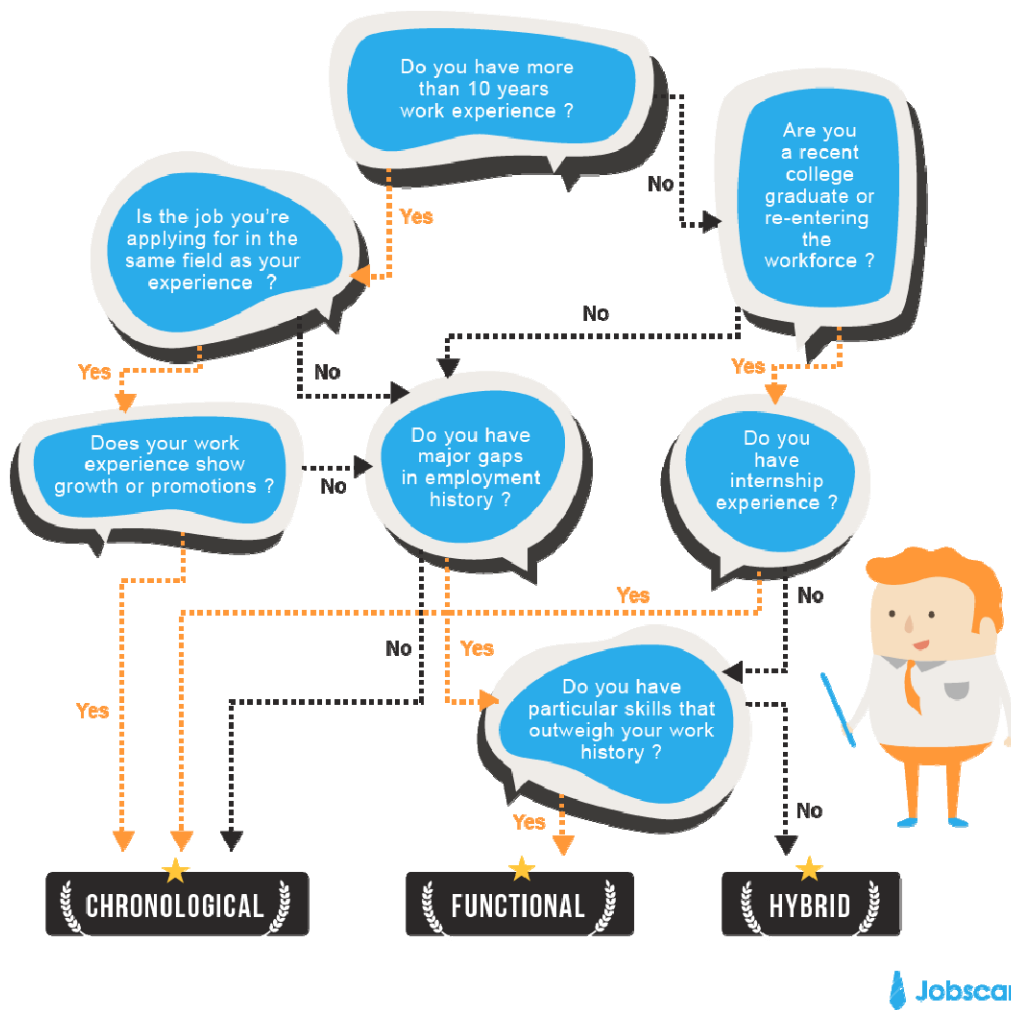 Do you have more
than 10 years
work experience ?
Are you
a recent
college
graduate or
re-entering
the
workforce ?
No
Yes
Is the job you're
applying for in the
same field as your
experience ?
No
Yes
No
Yes
Does your work
experience show
growth or promotions ?
No
Do you have
major gaps
in employment
history ?
Do you
have
internship
experience ?
Yes
No
No
Yes
Do you have
particular skills that
outweigh your work
history ?
Yes
No
Yes
CHRONOLOGICAL
FUNCTIONAL
HYBRID